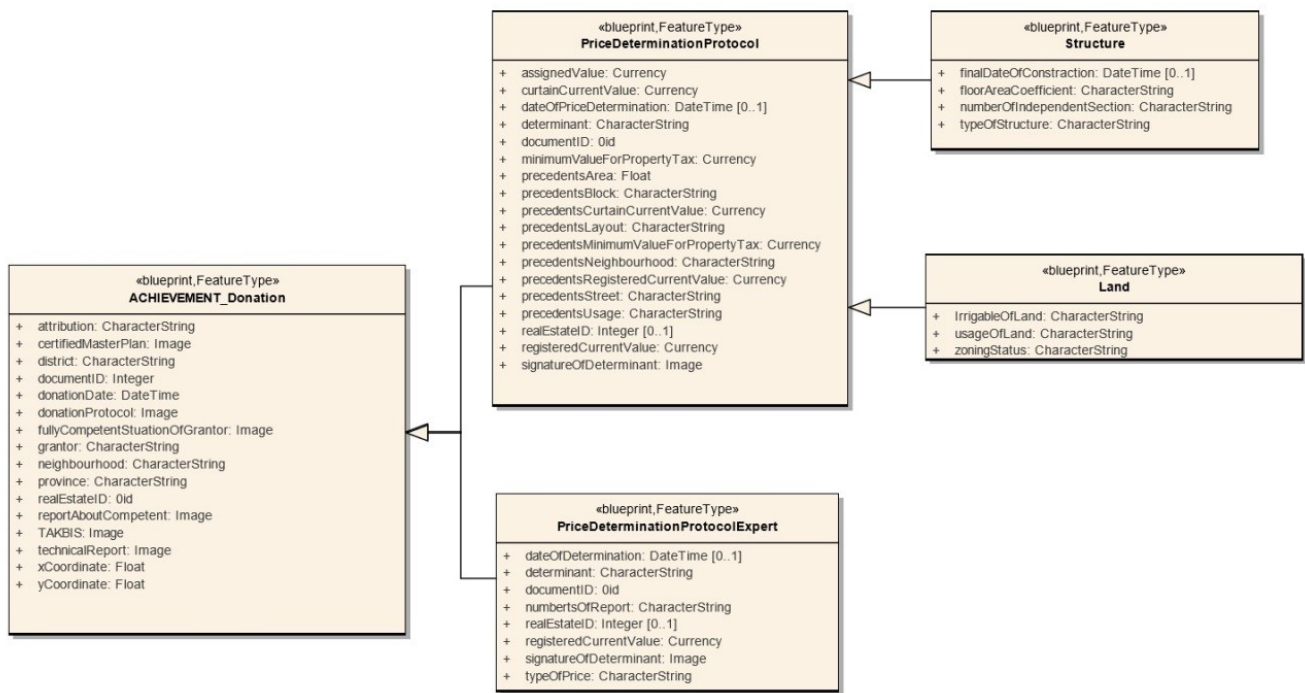 «blueprint,FeatureType»
PriceDeterminationProtocol
+ assignedValue: Currency
+ curtainCurrentValue: Currency
+ dateOfPriceDetermination: DateTime [0..1]
+ determinant: CharacterString
+ documentID: 0id
+ minimumValueForPropertyTax: Currency
+ precedentsArea: Float
+ precedentsBlock: CharacterString
+ precedentsCurtainCurrentValue: Currency
+ precedentsLayout: CharacterString
+ precedentsMinimumValueForPropertyTax: Currency
+ precedentsNeighbourhood: CharacterString
+ precedentsRegisteredCurrentValue: Currency
+ precedentsStreet: CharacterString
+ precedentsUsage: CharacterString
+ realEstateID: Integer [0..1]
+ registeredCurrentValue: Currency
+ signatureOfDeterminant: Image
«blueprint,FeatureType»
Structure
+ finalDateOfConstraction: DateTime [0..1]
+ floorAreaCoefficient: CharacterString
+ numberOfIndependentSection: CharacterString
+ typeOfStructure: CharacterString
«blueprint,FeatureType»
Land
+ IrrigableOfLand: CharacterString
+ usageOfLand: CharacterString
+ zoningStatus: CharacterString
«blueprint,FeatureType»
ACHIEVEMENT_Donation
+ attribution: CharacterString
+ certifiedMasterPlan: Image
+ district: CharacterString
+ documentID: Integer
+ donationDate: DateTime
+ donationProtocol: Image
+ fullyCompetentStuationOfGrantor: Image
+ grantor: CharacterString
+ neighbourhood: CharacterString
+ province: CharacterString
+ realEstateID: 0id
+ reportAboutCompetent: Image
+ TAKBIS: Image
+ technicalReport: Image
+ xCoordinate: Float
+ yCoordinate: Float
«blueprint,FeatureType»
PriceDeterminationProtocolExpert
+ dateOfDetermination: DateTime [0..1]
+ determinant: CharacterString
+ documentID: 0id
+ numbertsOfReport: CharacterString
+ realEstateID: Integer [0..1]
+ registeredCurrentValue: Currency
+ signatureOfDeterminant: Image
+ typeOfPrice: CharacterString